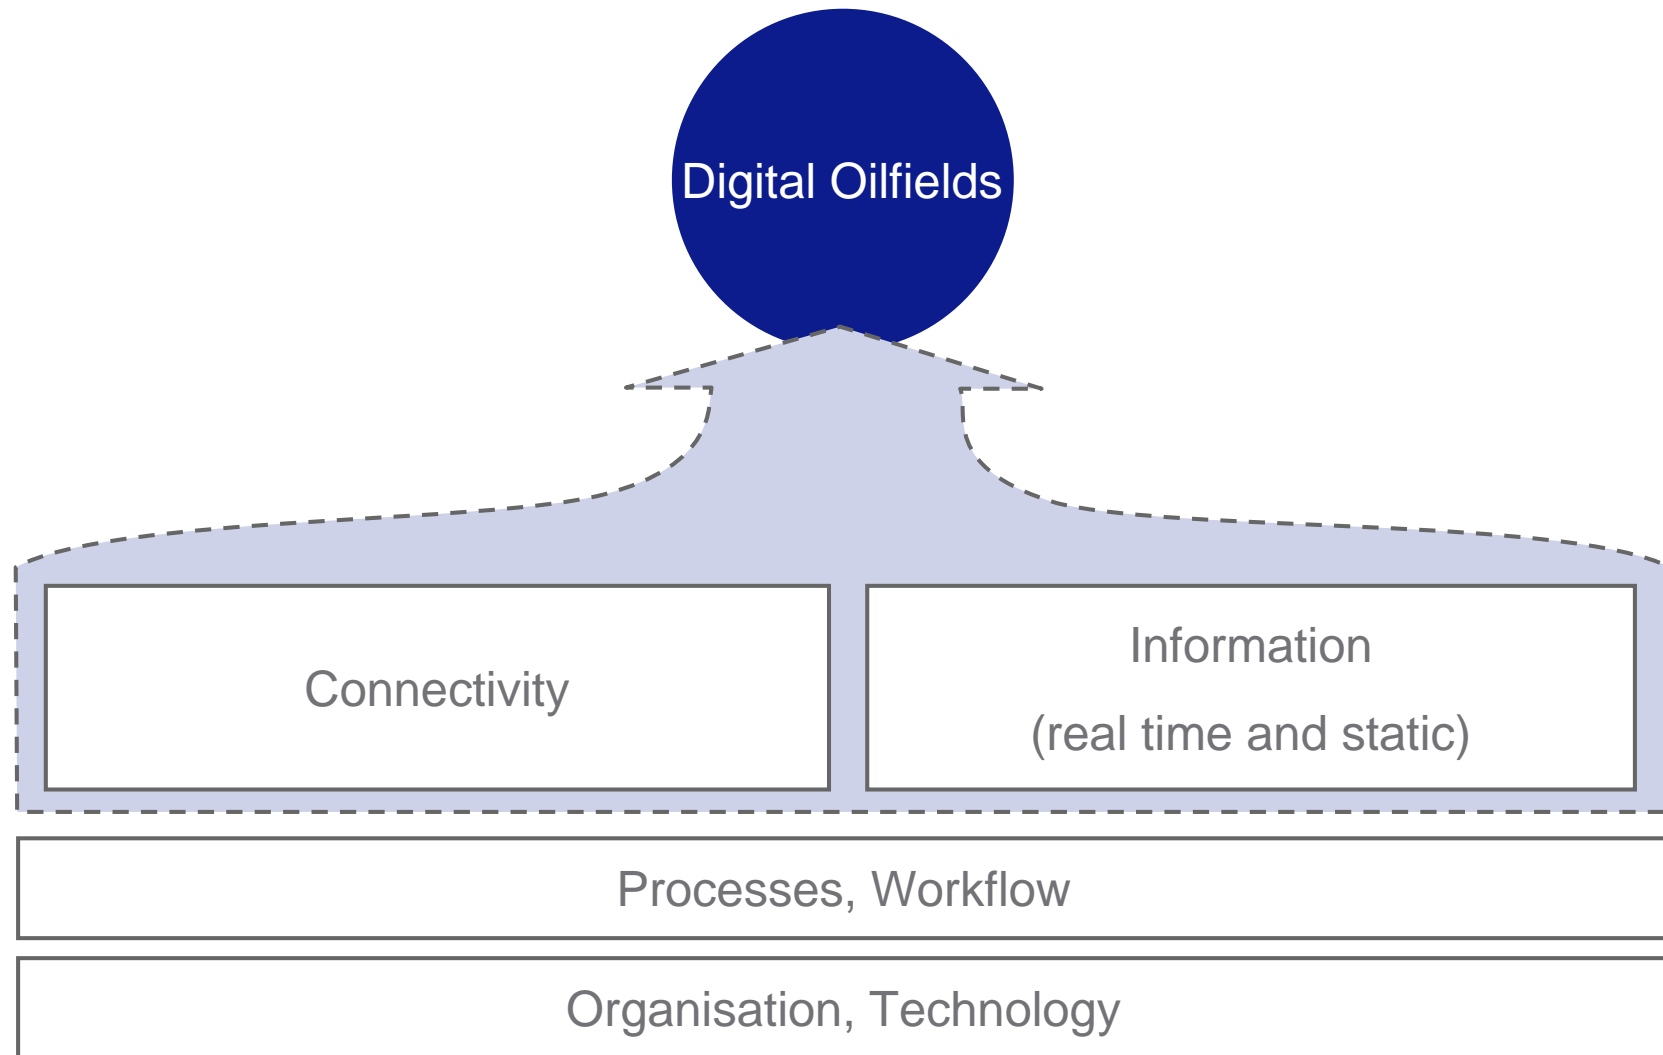 Digital Oilfields
Connectivity
Information
(real time and static)
Processes, Workflow
Organisation, Technology